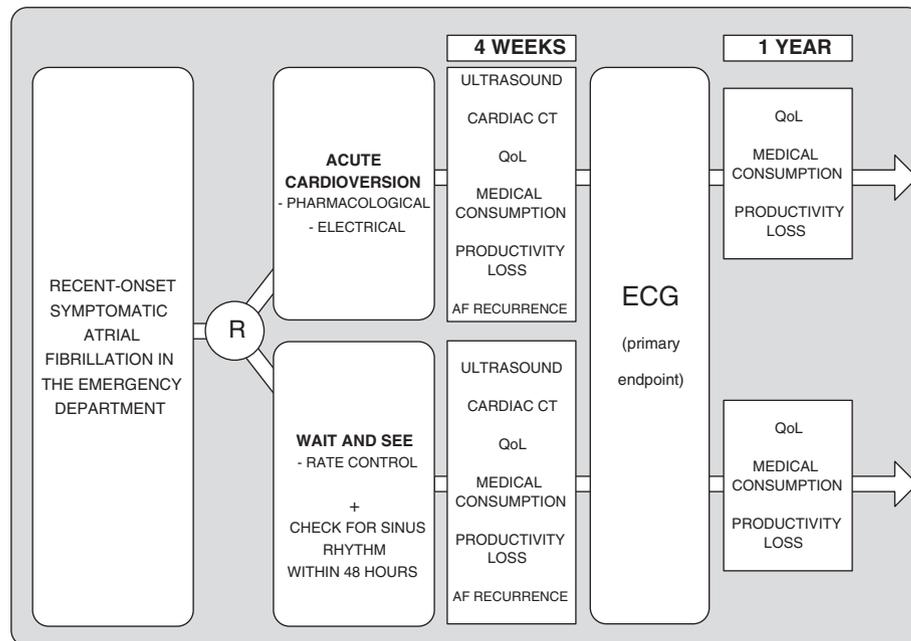 RECENT-ONSET
SYMPTOMATIC
ATRIAL
FIBRILLATION IN
THE EMERGENCY
DEPARTMENT
R
ACUTE
CARDIOVERSION
- PHARMACOLOGICAL
- ELECTRICAL
WAIT AND SEE
- RATE CONTROL
+
CHECK FOR SINUS
RHYTHM
WITHIN 48 HOURS
4 WEEKS
ULTRASOUND
CARDIAC CT
QoL
MEDICAL
CONSUMPTION
PRODUCTIVITY
LOSS
AF RECURRENCE
ULTRASOUND
CARDIAC CT
QoL
MEDICAL
CONSUMPTION
PRODUCTIVITY
LOSS
AF RECURRENCE
ECG
(primary
endpoint)
1 YEAR
QoL
MEDICAL
CONSUMPTION
PRODUCTIVITY
LOSS
QoL
MEDICAL
CONSUMPTION
PRODUCTIVITY
LOSS